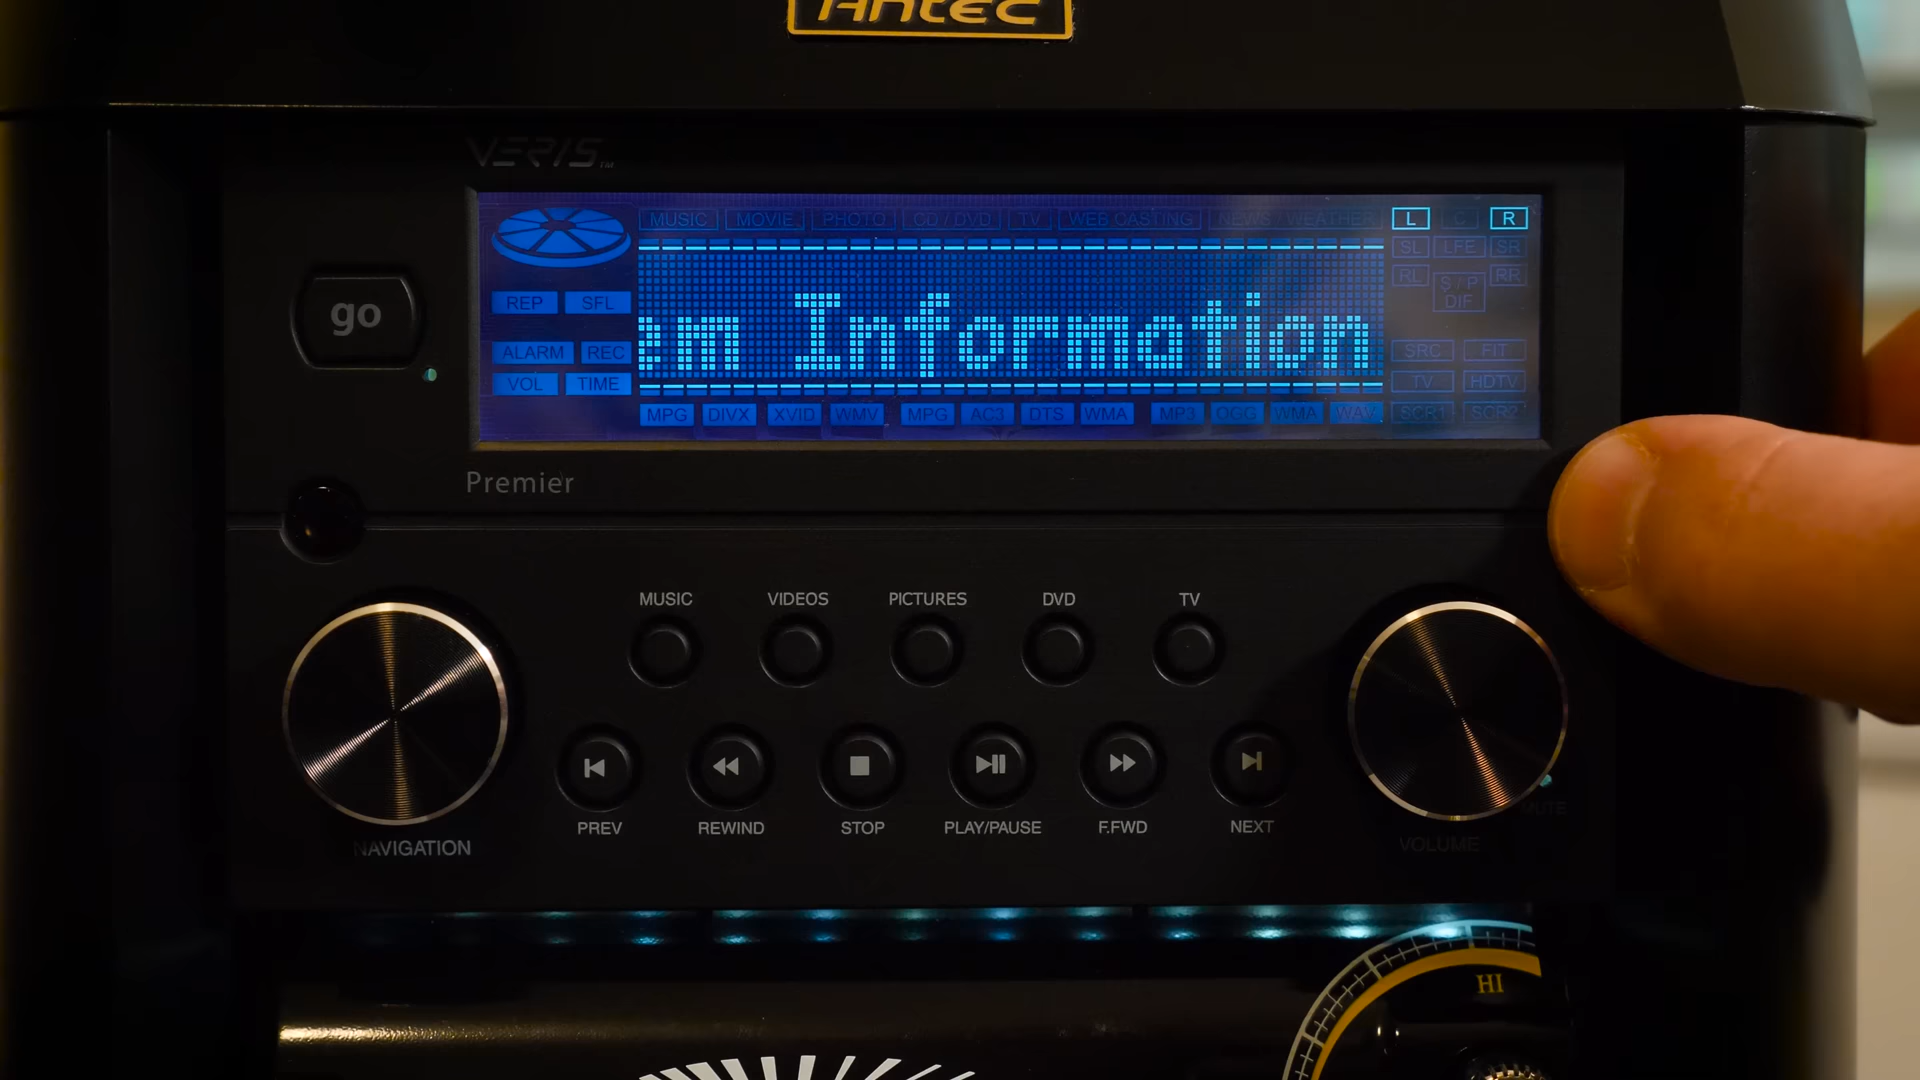 Antec
VERIS™
MUSIC MOVIE PHOTO CD / DVD TV WEB CASTING NEWS / WEATHER L C R
SL LFE SR
go
REP SFL
RL S / P DIF RR
em Information
ALARM REC
SRC FIT
VOL TIME
TV HDTV
MPG DIVX XVID WMV MPG AC3 DTS WMA MP3 OGG WMA WAV SCR1 SCR2
Premier
MUSIC VIDEOS PICTURES DVD TV
PREV REWIND STOP PLAY/PAUSE F.FWD NEXT
MUTE
NAVIGATION
VOLUME
HI